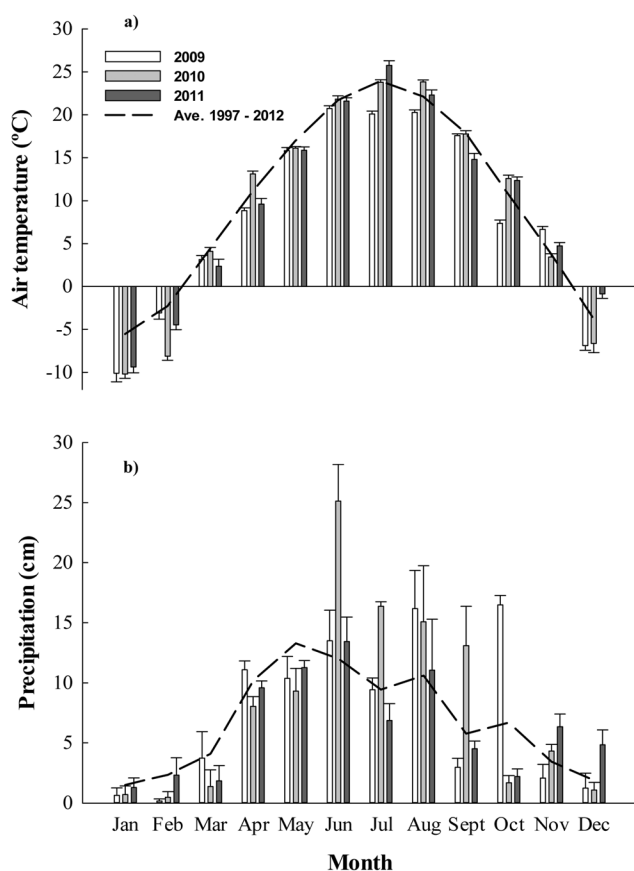 a)
30
25
20
15
10
5
0
-5
-10
Air temperature (ºC)
2009
2010
2011
Ave. 1997 - 2012
b)
30
25
20
15
10
5
0
Precipitation (cm)
Jan Feb Mar Apr May Jun Jul Aug Sept Oct Nov Dec
Month